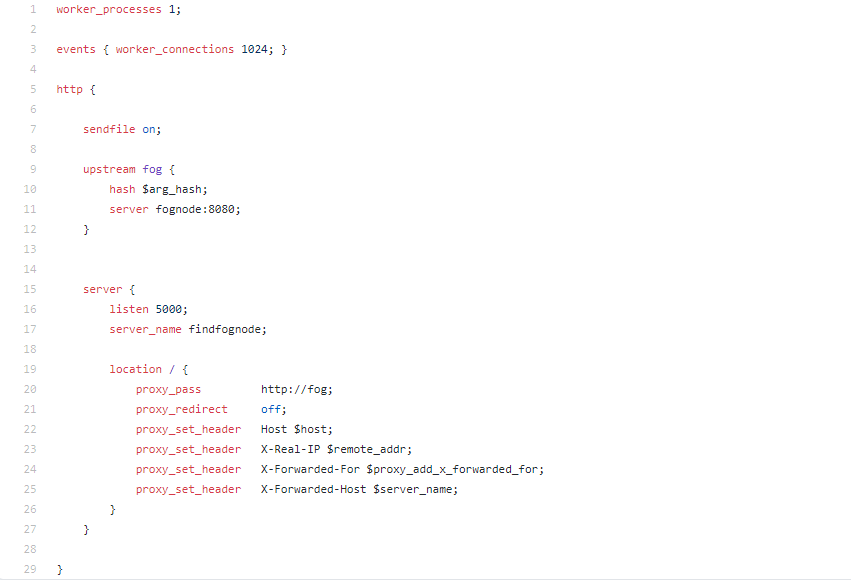 1 worker_processes 1;
2
3 events { worker_connections 1024; }
4
5 http {
6
7 sendfile on;
8
9 upstream fog {
10 hash $arg_hash;
11 server fognode:8080;
12 }
13
14
15 server {
16 listen 5000;
17 server_name findfognode;
18
19 location / {
20 proxy_pass http://fog;
21 proxy_redirect off;
22 proxy_set_header Host $host;
23 proxy_set_header X-Real-IP $remote_addr;
24 proxy_set_header X-Forwarded-For $proxy_add_x_forwarded_for;
25 proxy_set_header X-Forwarded-Host $server_name;
26 }
27 }
28
29 }